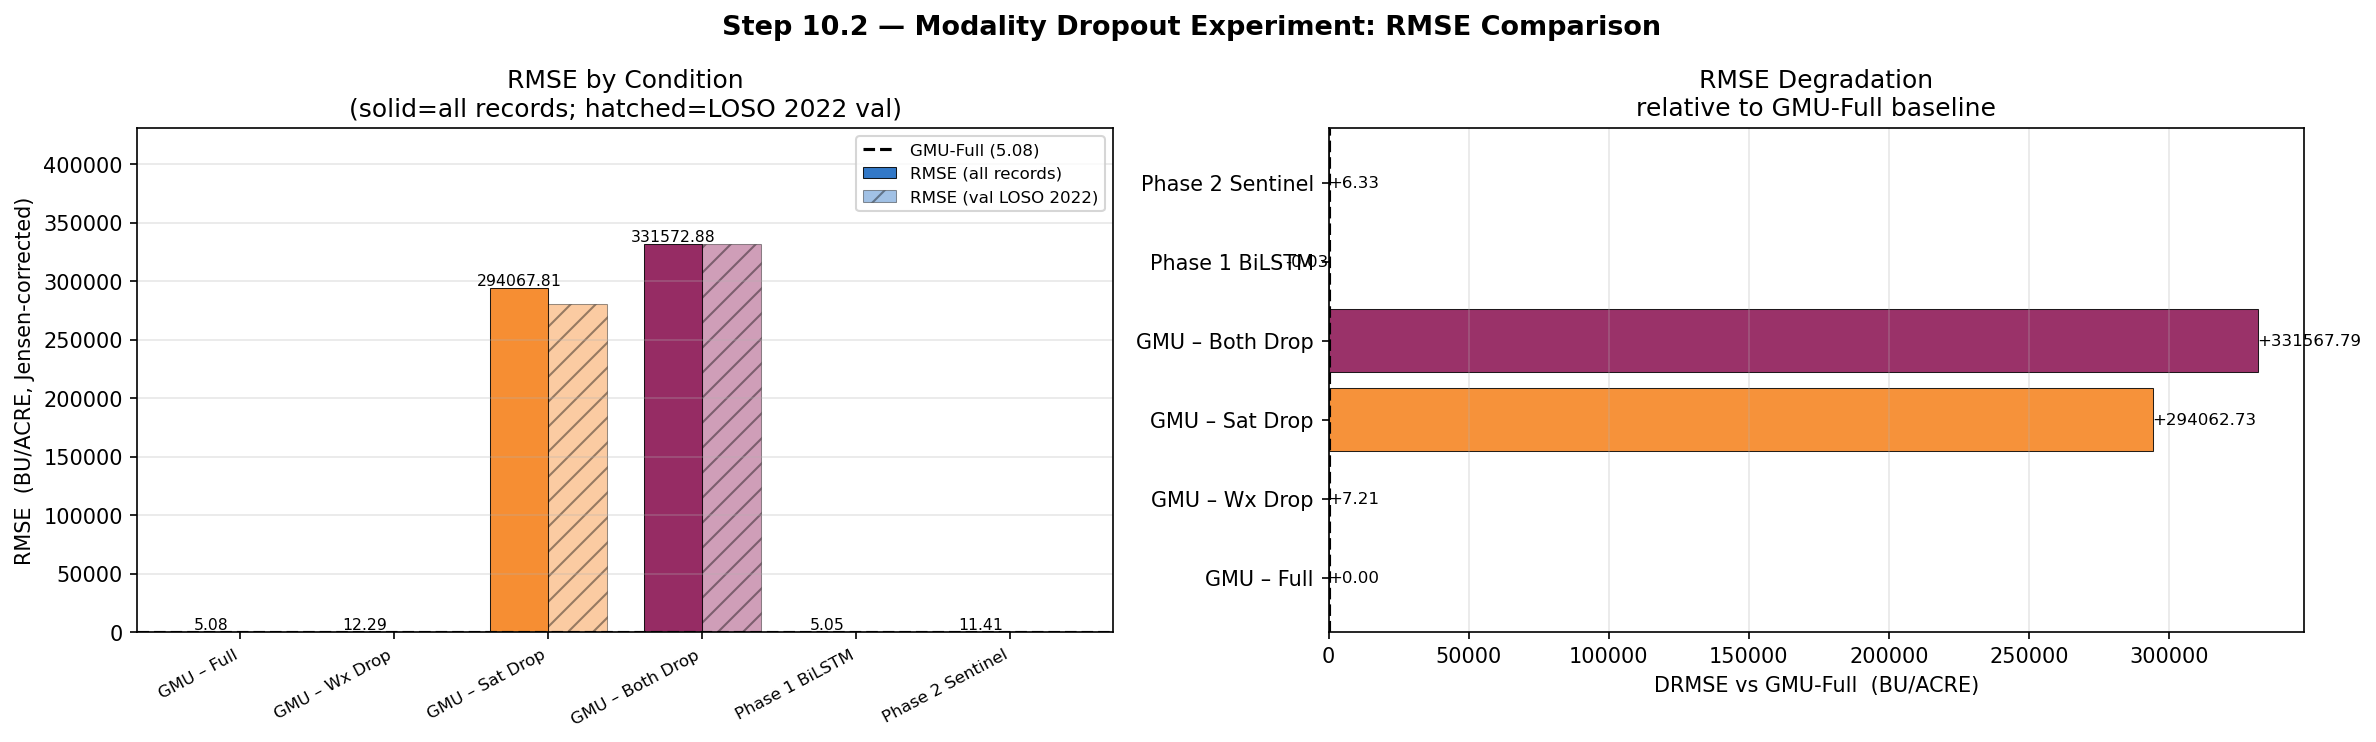 Step 10.2 — Modality Dropout Experiment: RMSE Comparison
RMSE by Condition
(solid=all records; hatched=LOSO 2022 val)
RMSE (BU/ACRE, Jensen-corrected)
400000
350000
300000
250000
200000
150000
100000
50000
0
GMU-Full (5.08)
RMSE (all records)
RMSE (val LOSO 2022)
5.08
12.29
294067.81
331572.88
5.05
11.41
GMU – Full
GMU – Wx Drop
GMU – Sat Drop
GMU – Both Drop
Phase 1 BiLSTM
Phase 2 Sentinel
RMSE Degradation
relative to GMU-Full baseline
Phase 2 Sentinel
+6.33
Phase 1 BiLSTM
-0.03
GMU – Both Drop
+331567.79
GMU – Sat Drop
+294062.73
GMU – Wx Drop
+7.21
GMU – Full
+0.00
0
50000
100000
150000
200000
250000
300000
DRMSE vs GMU-Full (BU/ACRE)